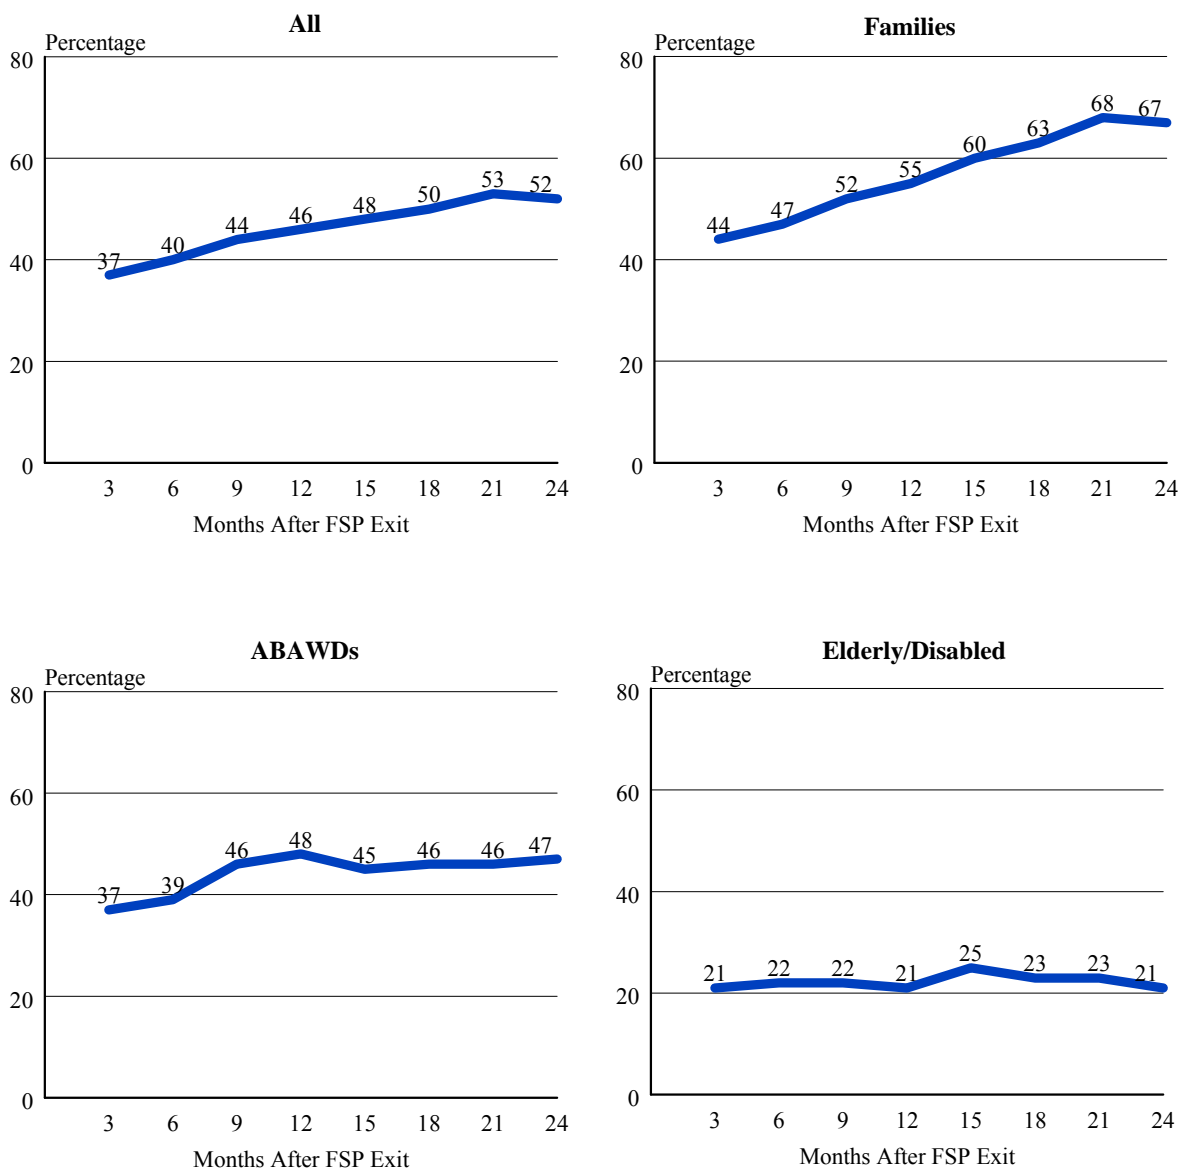 All
Percentage
80
60
40
20
0
37 40 44 46 48 50 53 52
3 6 9 12 15 18 21 24
Months After FSP Exit
Families
Percentage
80
60
40
20
0
44 47 52 55 60 63 68 67
3 6 9 12 15 18 21 24
Months After FSP Exit
ABAWDs
Percentage
80
60
40
20
0
37 39 46 48 45 46 46 47
3 6 9 12 15 18 21 24
Months After FSP Exit
Elderly/Disabled
Percentage
80
60
40
20
0
21 22 22 21 25 23 23 21
3 6 9 12 15 18 21 24
Months After FSP Exit